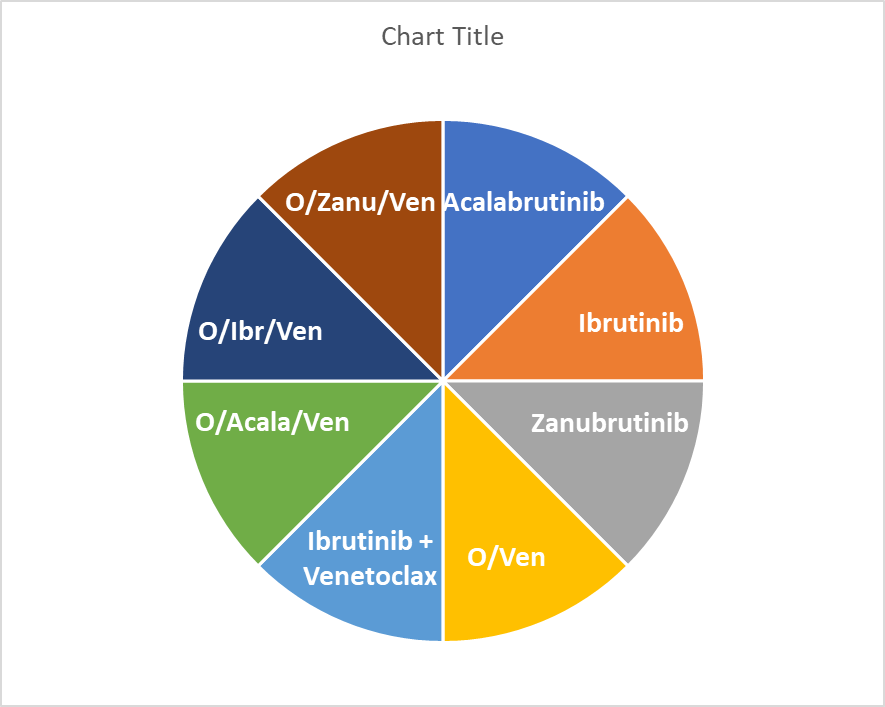 Chart Title
O/Zanu/Ven
Acalabrutinib
O/Ibr/Ven
Ibrutinib
O/Acala/Ven
Zanubrutinib
Ibrutinib +
Venetoclax
O/Ven